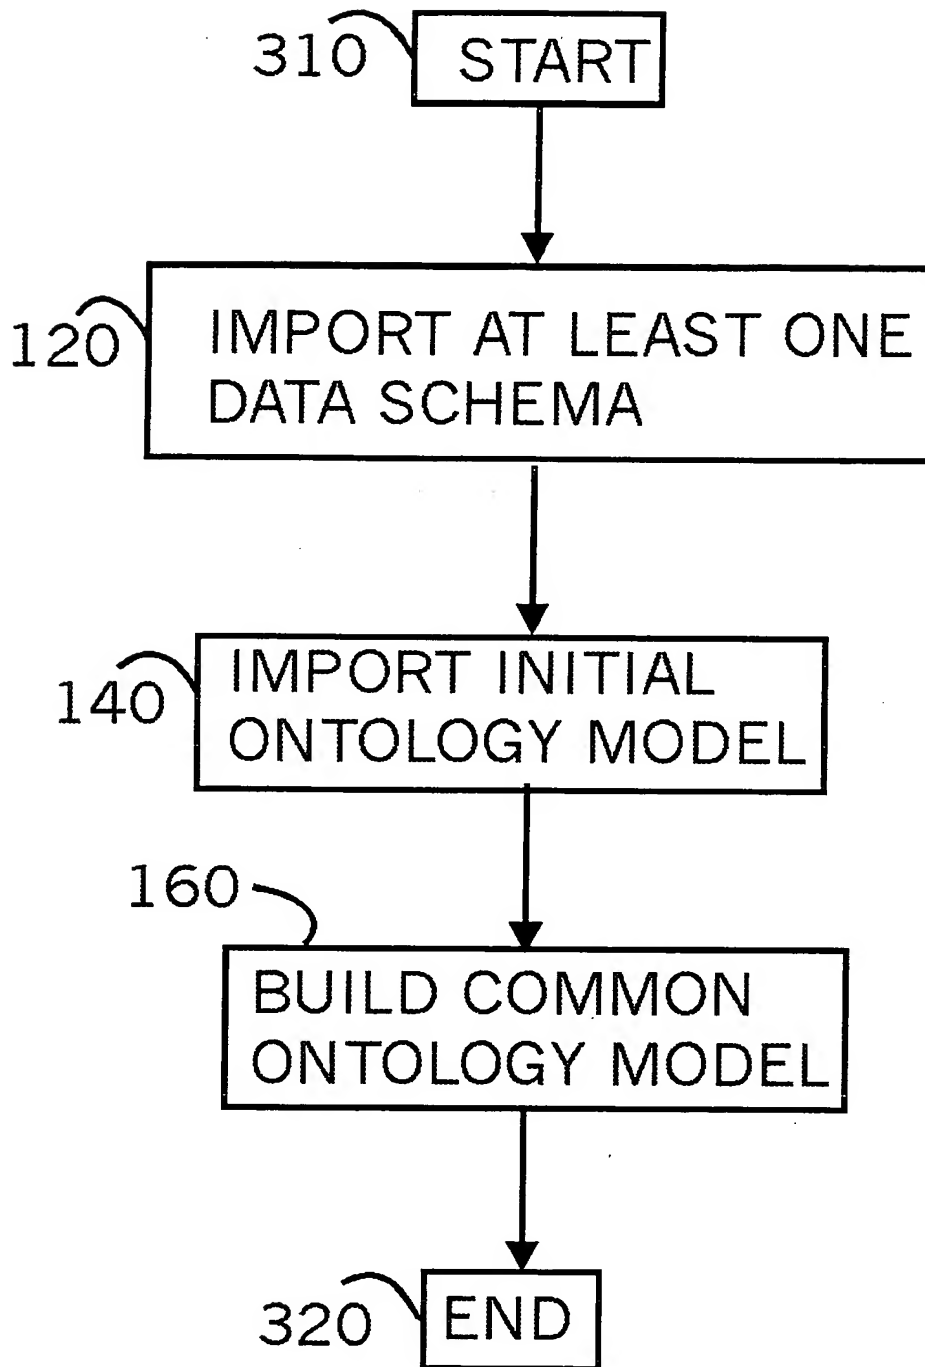 310 START
120 IMPORT AT LEAST ONE
DATA SCHEMA
140 IMPORT INITIAL
ONTOLOGY MODEL
160
BUILD COMMON
ONTOLOGY MODEL
320 END